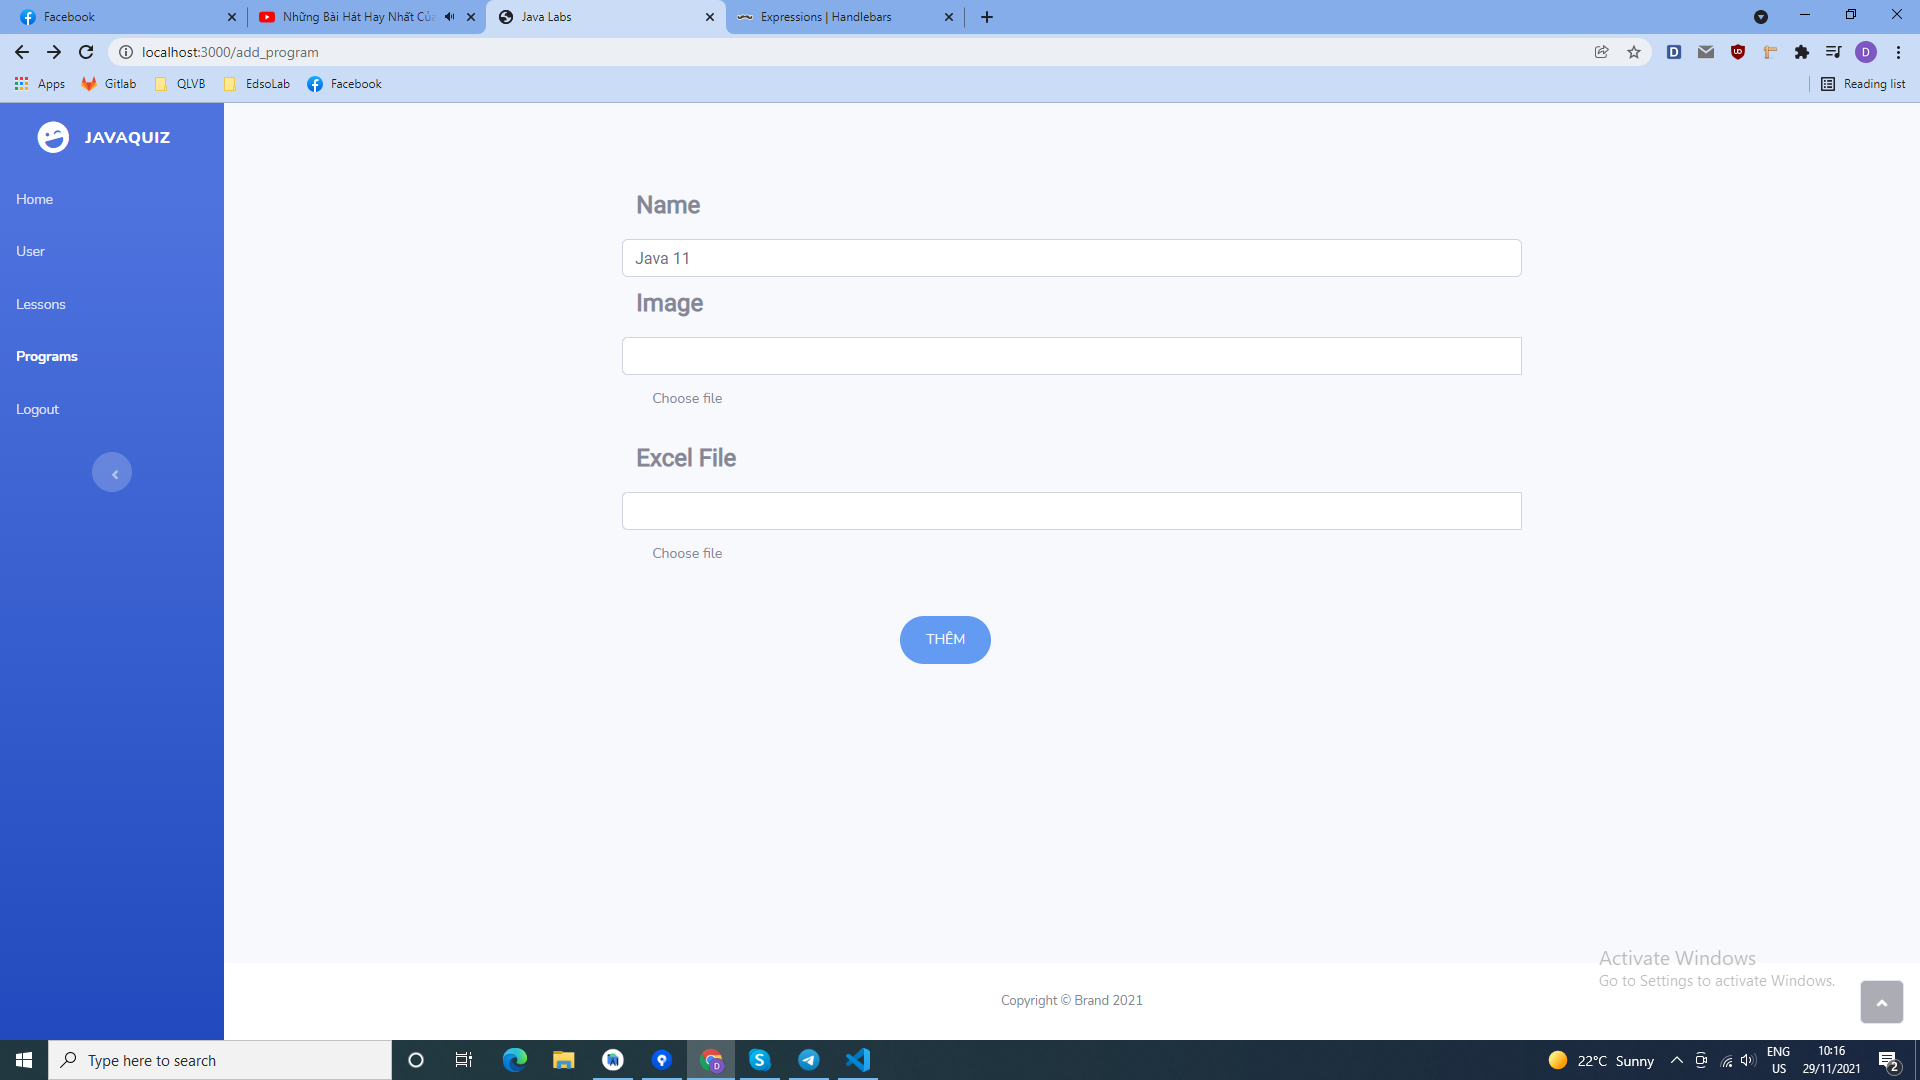 Facebook
Những Bài Hát Hay Nhất Củ
Java Labs
Expressions | Handlebars
localhost:3000/add_program
D
D
Apps
Gitlab
QLVB
EdsoLab
Facebook
Reading list
JAVAQUIZ
Home
User
Lessons
Programs
Logout
Name
Java 11
Image
Choose file
Excel File
Choose file
THÊM
Activate Windows
Go to Settings to activate Windows.
Copyright © Brand 2021
Type here to search
22°C Sunny
ENG
US
10:16
29/11/2021
2